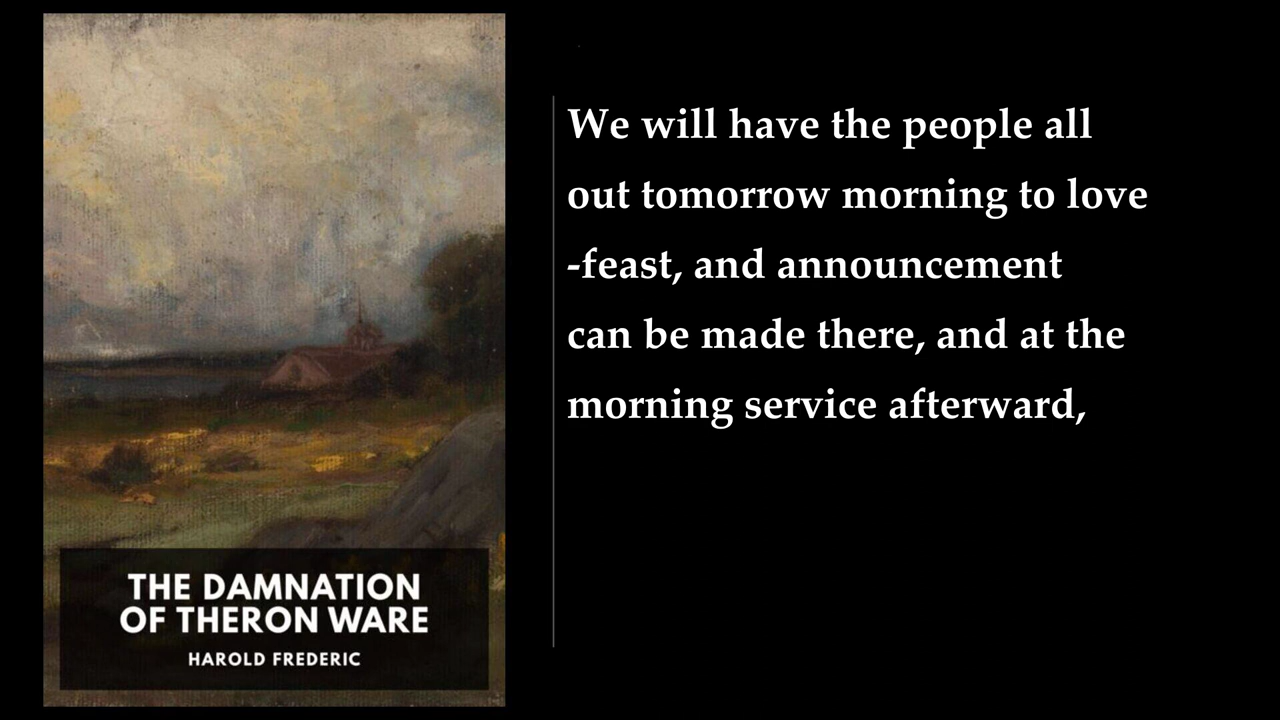 THE DAMNATION
OF THERON WARE
HAROLD FREDERIC
We will have the people all
out tomorrow morning to love
-feast, and announcement
can be made there, and at the
morning service afterward,